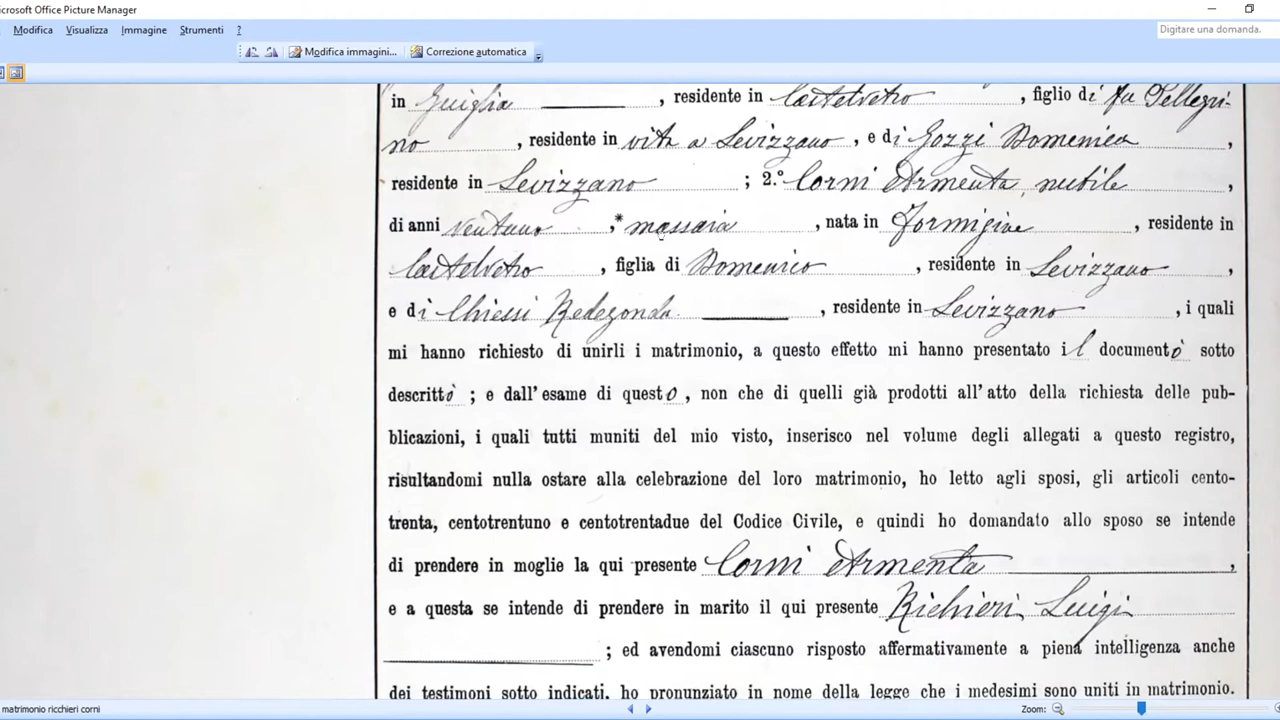 Microsoft Office Picture Manager
Modifica Visualizza Immagine Strumenti ?
Digitare una domanda.
Modifica immagini... Correzione automatica
in Guiglia, residente in Castelvetro, figlio di fu Pellegri-
no, residente in vita a Levizzano, e di Gozzi Domenica,
residente in Levizzano; 2.° Corni Armenta, nubile,
di anni ventuno, * massaia, nata in Formigine, residente in
Castelvetro, figlia di Domenico, residente in Levizzano,
e di Chiessi Redegonda, residente in Levizzano, i quali
mi hanno richiesto di unirli i matrimonio, a questo effetto mi hanno presentato il documento sotto
descritto; e dall'esame di questo, non che di quelli già prodotti all'atto della richiesta delle pub-
blicazioni, i quali tutti muniti del mio visto, inserisco nel volume degli allegati a questo registro,
risultandomi nulla ostare alla celebrazione del loro matrimonio, ho letto agli sposi, gli articoli cento-
trenta, centotrentuno e centotrentadue del Codice Civile, e quindi ho domandato allo sposo se intende
di prendere in moglie la qui presente Corni Armenta,
e a questa se intende di prendere in marito il qui presente Richieri Luigi
; ed avendomi ciascuno risposto affermativamente a piena intelligenza anche
dei testimoni sotto indicati, ho pronunziato in nome della legge che i medesimi sono uniti in matrimonio.
matrimonio ricchieri corni
Zoom: